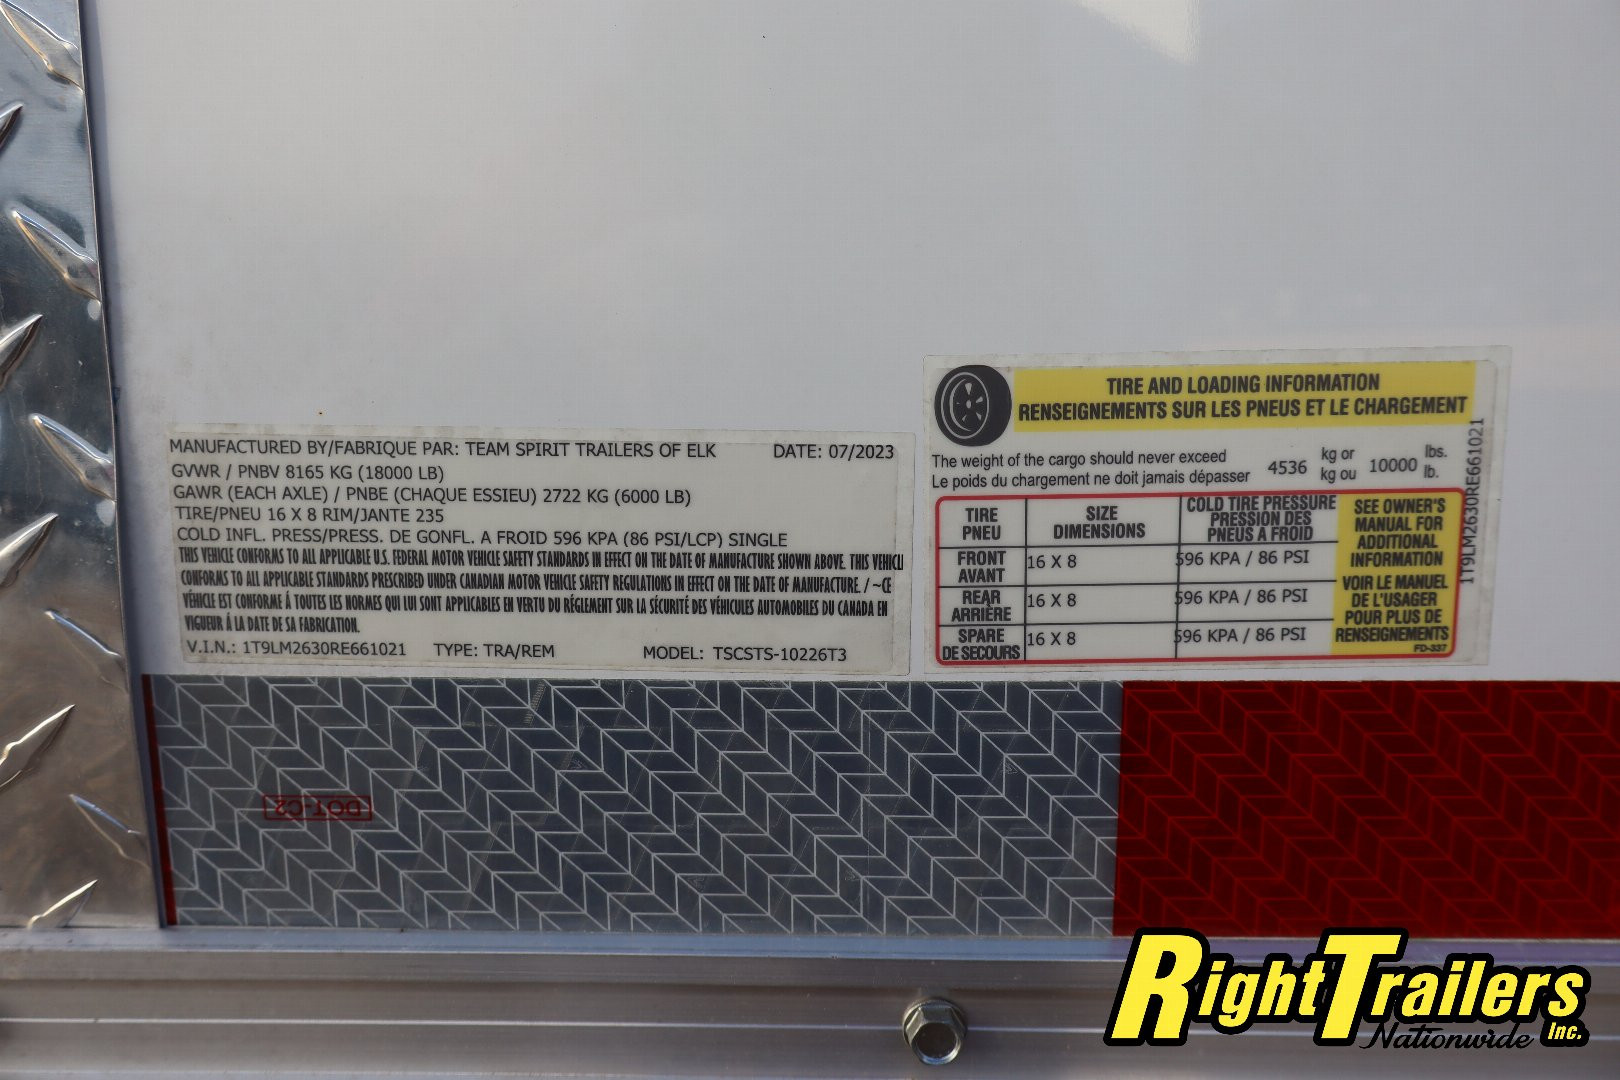 MANUFACTURED BY/FABRIQUE PAR: TEAM SPIRIT TRAILERS OF ELK DATE: 07/2023
GVWR / PNBV 8165 KG (18000 LB)
GAWR (EACH AXLE) / PNBE (CHAQUE ESSIEU) 2722 KG (6000 LB)
TIRE/PNEU 16 X 8 RIM/JANTE 235
COLD INFL. PRESS/PRESS. DE GONFL. A FROID 596 KPA (86 PSI/LCP) SINGLE
THIS VEHICLE CONFORMS TO ALL APPLICABLE U.S. FEDERAL MOTOR VEHICLE SAFETY STANDARDS IN EFFECT ON THE DATE OF MANUFACTURE SHOWN ABOVE. THIS VEHICL
CONFORMS TO ALL APPLICABLE STANDARDS PRESCRIBED UNDER CANADIAN MOTOR VEHICLE SAFETY REGULATIONS IN EFFECT ON THE DATE OF MANUFACTURE. / ~CE
VÉHICLE EST CONFORME Á TOUTES LES NORMES QUI LUI SONT APPLICABLES EN VERTU DU RÉGLEMENT SUR LA SÉCURITÉ DES VÉHICULES AUTOMOBILES DU CANADA EN
VIGUEUR Á LA DATE DE SA FABRICATION.
V.I.N.: 1T9LM2630RE661021 TYPE: TRA/REM MODEL: TSCSTS-10226T3
TIRE AND LOADING INFORMATION
RENSEIGNEMENTS SUR LES PNEUS ET LE CHARGEMENT
The weight of the cargo should never exceed 4536 kg or 10000 lbs.
Le poids du chargement ne doit jamais dépasser kg ou lb.
TIRE SIZE COLD TIRE PRESSURE
PNEU DIMENSIONS PRESSION DES
PNEUS A FROID
FRONT 16 X 8 596 KPA / 86 PSI
AVANT
REAR 16 X 8 596 KPA / 86 PSI
ARRIÈRE
SPARE 16 X 8 596 KPA / 86 PSI
DE SECOURS
SEE OWNER'S
MANUAL FOR
ADDITIONAL
INFORMATION
VOIR LE MANUEL
DE L'USAGER
POUR PLUS DE
RENSEIGNEMENTS
FD-337
1T9LM2630RE661021
DOT-C2
RightTrailers
Nationwide Inc.